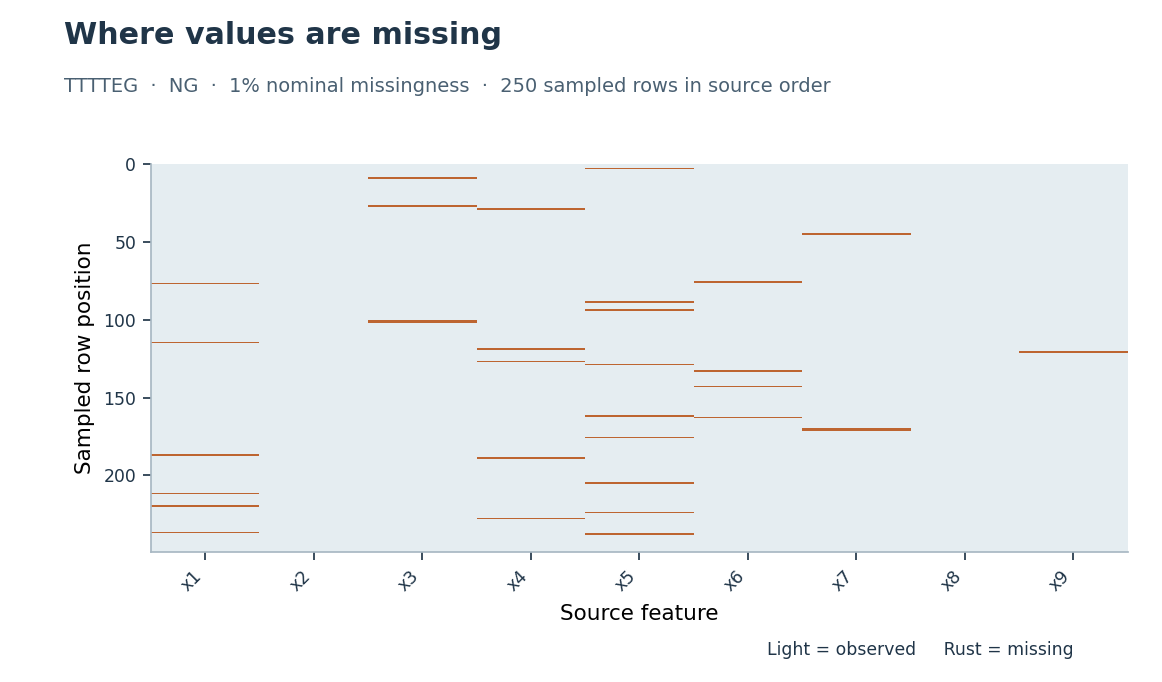 Where values are missing
TTTTEG · NG · 1% nominal missingness · 250 sampled rows in source order
0
50
100
150
200
Sampled row position
x1 x2 x3 x4 x5 x6 x7 x8 x9
Source feature
Light = observed Rust = missing